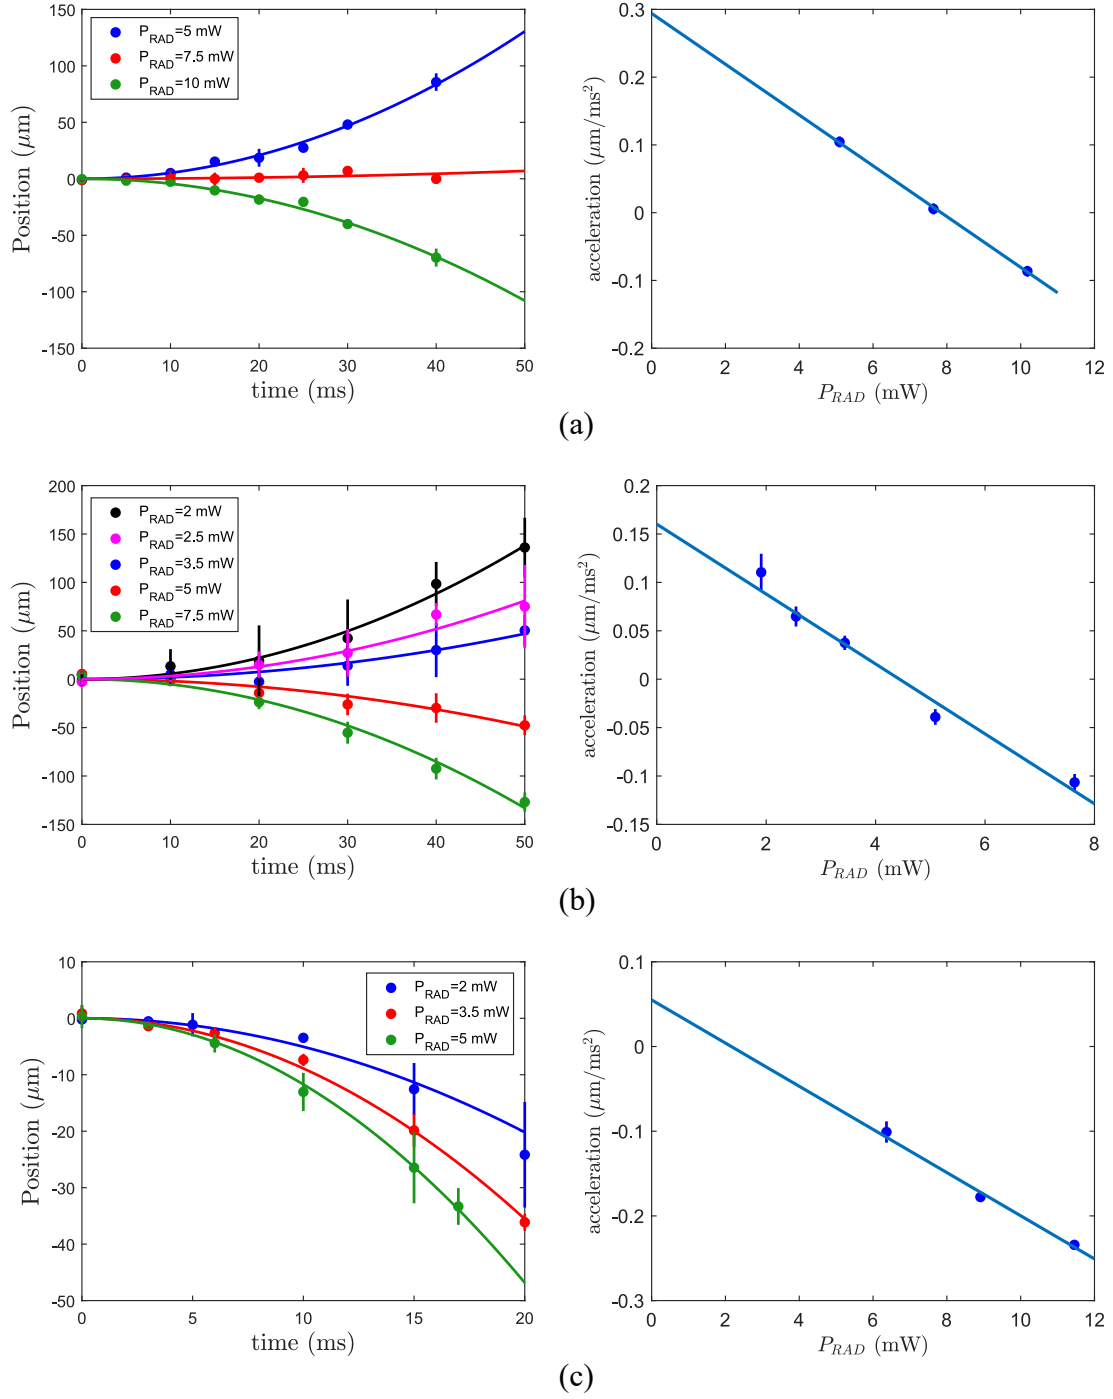 150
100
50
0
-50
-100
-150
Position (μm)
P_RAD=5 mW
P_RAD=7.5 mW
P_RAD=10 mW
0 10 20 30 40 50
time (ms)
0.3
0.2
0.1
0
-0.1
-0.2
acceleration (μm/ms²)
0 2 4 6 8 10 12
P_RAD (mW)
(a)
200
150
100
50
0
-50
-100
-150
Position (μm)
P_RAD=2 mW
P_RAD=2.5 mW
P_RAD=3.5 mW
P_RAD=5 mW
P_RAD=7.5 mW
0 10 20 30 40 50
time (ms)
0.2
0.15
0.1
0.05
0
-0.05
-0.1
-0.15
acceleration (μm/ms²)
0 2 4 6 8
P_RAD (mW)
(b)
10
0
-10
-20
-30
-40
-50
Position (μm)
P_RAD=2 mW
P_RAD=3.5 mW
P_RAD=5 mW
0 5 10 15 20
time (ms)
0.1
0
-0.1
-0.2
-0.3
acceleration (μm/ms²)
0 2 4 6 8 10 12
P_RAD (mW)
(c)